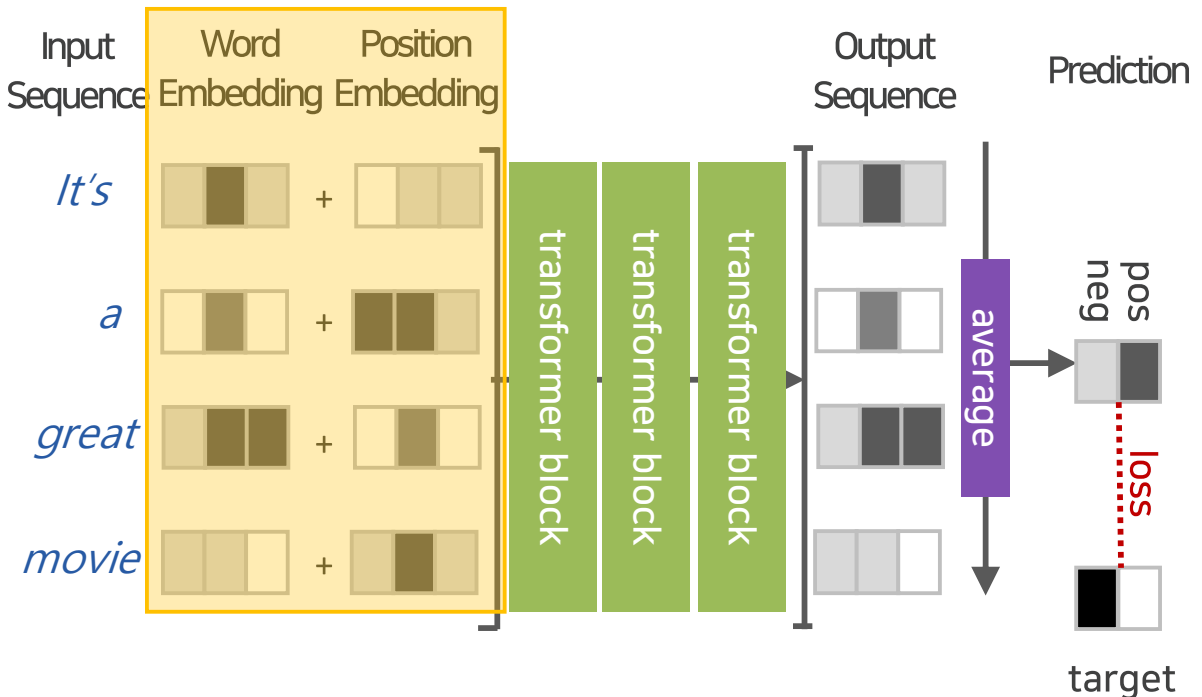 Input
Sequence
Word
Embedding
Position
Embedding
Output
Sequence
Prediction
It's
+
a
+
great
+
movie
+
transformer block
transformer block
transformer block
average
neg
pos
loss
target